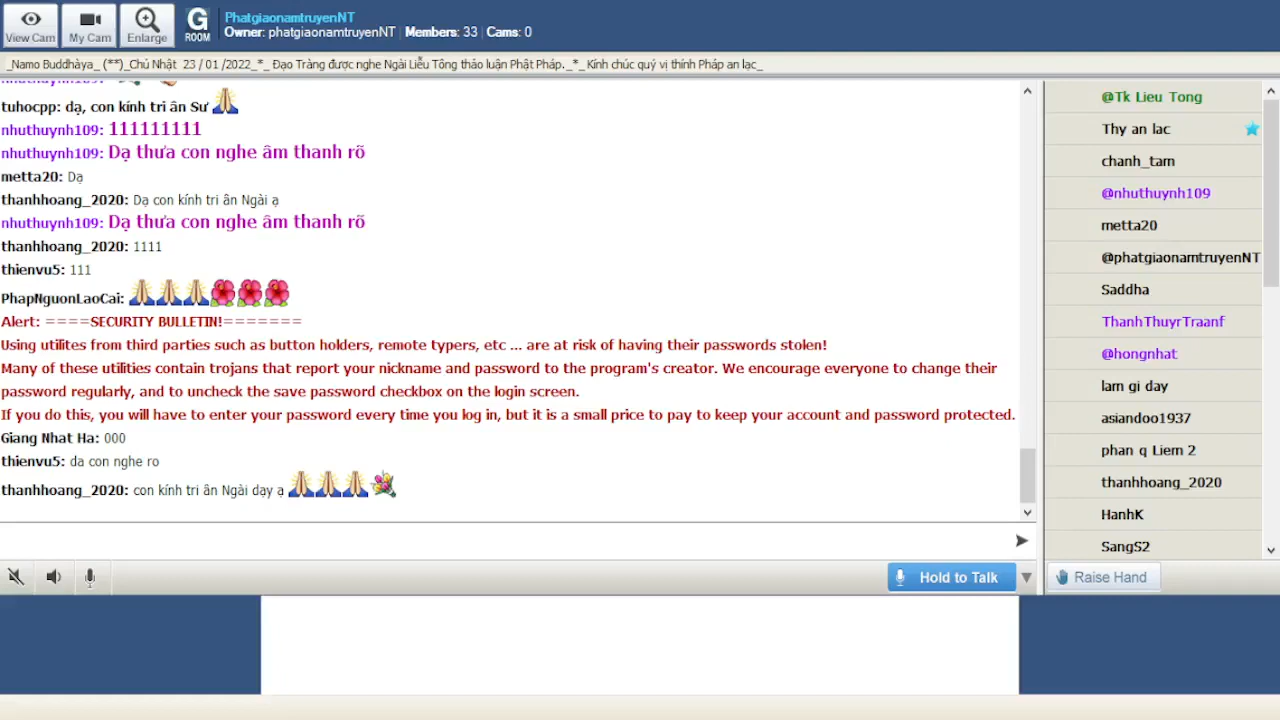 View Cam
My Cam
Enlarge
G
ROOM
PhatgiaonamtruyenNT
Owner: phatgiaonamtruyenNT | Members: 33 | Cams: 0
_Namo Buddhàya_ (**)_Chủ Nhật 23 / 01 /2022_*_ Đạo Tràng được nghe Ngài Liễu Tông thảo luận Phật Pháp._*_Kính chúc quý vị thính Pháp an lạc_
nhuthuynh109:
tuhocpp: dạ, con kính tri ân Sư
nhuthuynh109: 111111111
nhuthuynh109: Dạ thưa con nghe âm thanh rõ
metta20: Dạ
thanhhoang_2020: Dạ con kính tri ân Ngài ạ
nhuthuynh109: Dạ thưa con nghe âm thanh rõ
thanhhoang_2020: 1111
thienvu5: 111
PhapNguonLaoCai:
Alert: ====SECURITY BULLETIN!=======
Using utilites from third parties such as button holders, remote typers, etc ... are at risk of having their passwords stolen!
Many of these utilities contain trojans that report your nickname and password to the program's creator. We encourage everyone to change their
password regularly, and to uncheck the save password checkbox on the login screen.
If you do this, you will have to enter your password every time you log in, but it is a small price to pay to keep your account and password protected.
Giang Nhat Ha: 000
thienvu5: da con nghe ro
thanhhoang_2020: con kính tri ân Ngài dạy ạ
@Tk Lieu Tong
Thy an lac
chanh_tam
@nhuthuynh109
metta20
@phatgiaonamtruyenNT
Saddha
ThanhThuyrTraanf
@hongnhat
lam gi day
asiandoo1937
phan q Liem 2
thanhhoang_2020
HanhK
SangS2
Hold to Talk
Raise Hand